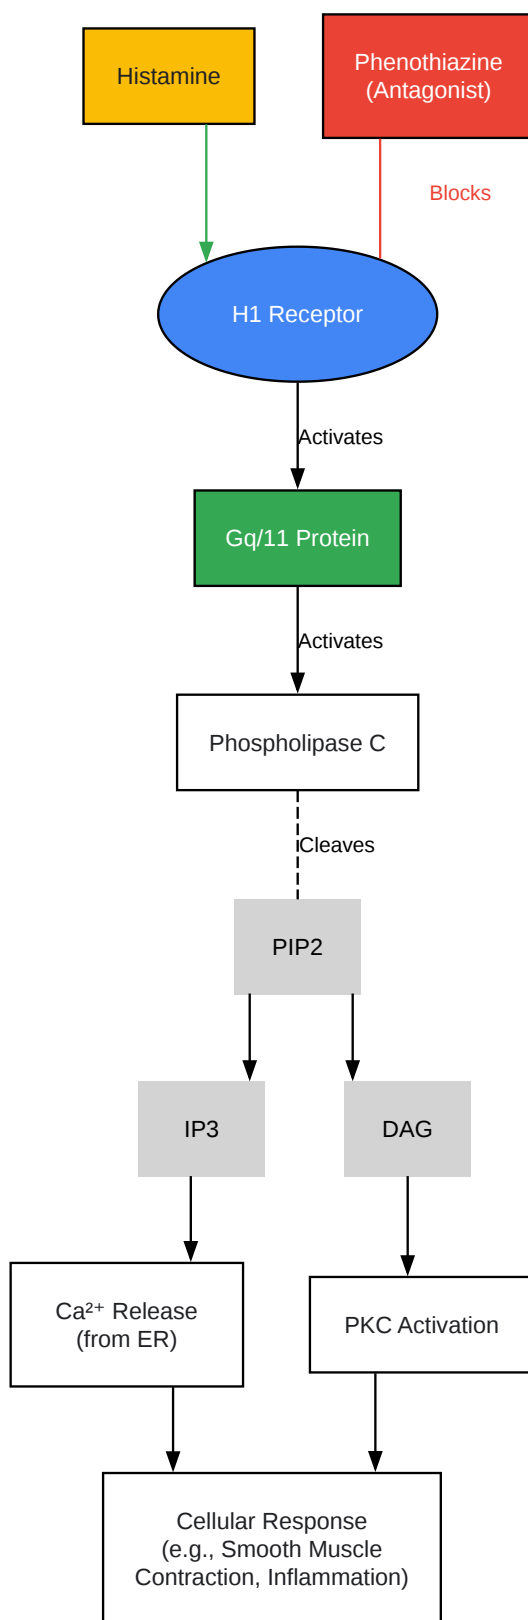 Histamine
Phenothiazine
(Antagonist)
Blocks
H1 Receptor
Activates
Gq/11 Protein
Activates
Phospholipase C
Cleaves
PIP2
IP3
DAG
Ca²⁺ Release
(from ER)
PKC Activation
Cellular Response
(e.g., Smooth Muscle
Contraction, Inflammation)